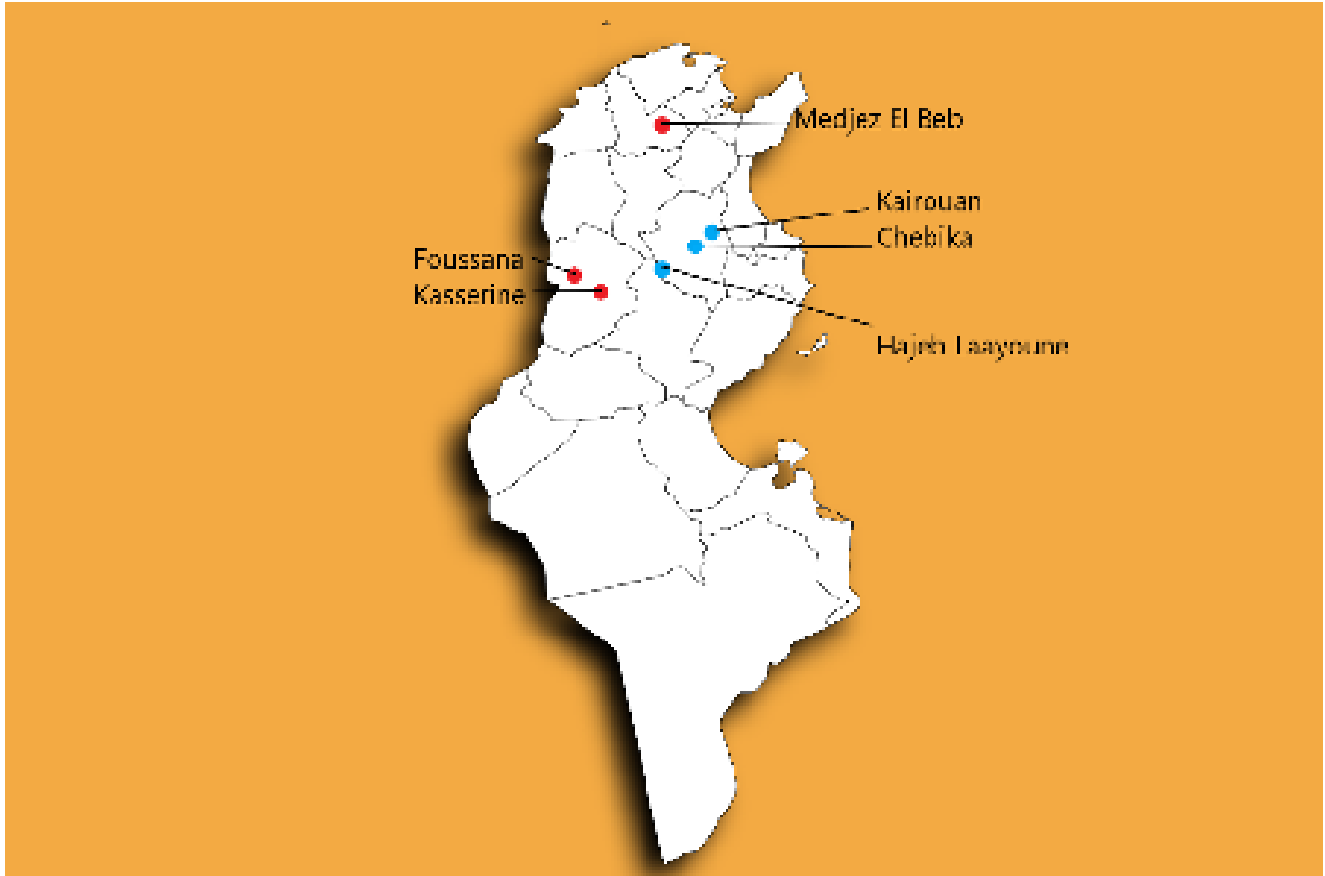 Medjez El Beb
Kairouan
Chebika
Foussana
Kasserine
Hajeb Laayoune